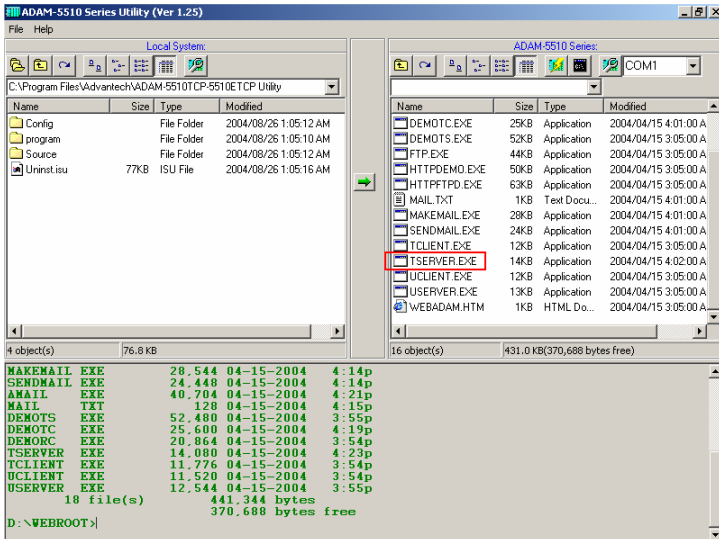 ADAM-5510 Series Utility (Ver 1.25)
File Help
Local System:
C:\Program Files\Advantech\ADAM-5510TCP-5510ETCP Utility
Name Size Type Modified
Config File Folder 2004/08/26 1:05:12 AM
program File Folder 2004/08/26 1:05:10 AM
Source File Folder 2004/08/26 1:05:12 AM
Uninst.isu 77KB ISU File 2004/08/26 1:05:16 AM
4 object(s) 76.8 KB
ADAM-5510 Series:
COM1
Name Size Type Modified
DEMOTC.EXE 25KB Application 2004/04/15 4:01:00 A
DEMOTS.EXE 52KB Application 2004/04/15 3:05:00 A
FTP.EXE 44KB Application 2004/04/15 3:05:00 A
HTTPDEMO.EXE 50KB Application 2004/04/15 3:05:00 A
HTTPFTPD.EXE 63KB Application 2004/04/15 3:05:00 A
MAIL.TXT 1KB Text Docu... 2004/04/15 4:01:00 A
MAKEMAIL.EXE 28KB Application 2004/04/15 4:01:00 A
SENDMAIL.EXE 24KB Application 2004/04/15 4:01:00 A
TCLIENT.EXE 12KB Application 2004/04/15 3:05:00 A
TSERVER.EXE 14KB Application 2004/04/15 4:02:00 A
UCLIENT.EXE 12KB Application 2004/04/15 3:05:00 A
USERVER.EXE 13KB Application 2004/04/15 3:05:00 A
WEBADAM.HTM 1KB HTML Do... 2004/04/15 3:05:00 A
16 object(s) 431.0 KB(370,688 bytes free)
MAKEMAIL EXE 28,544 04-15-2004 4:14p
SENDMAIL EXE 24,448 04-15-2004 4:14p
AMAIL EXE 40,704 04-15-2004 4:21p
MAIL TXT 128 04-15-2004 4:15p
DEMOTS EXE 52,480 04-15-2004 3:55p
DEMOTC EXE 25,600 04-15-2004 4:19p
DEMORC EXE 20,864 04-15-2004 3:54p
TSERVER EXE 14,080 04-15-2004 4:23p
TCLIENT EXE 11,776 04-15-2004 3:54p
UCLIENT EXE 11,520 04-15-2004 3:54p
USERVER EXE 12,544 04-15-2004 3:55p
18 file(s) 441,344 bytes
370,688 bytes free
D:\WEBROOT>